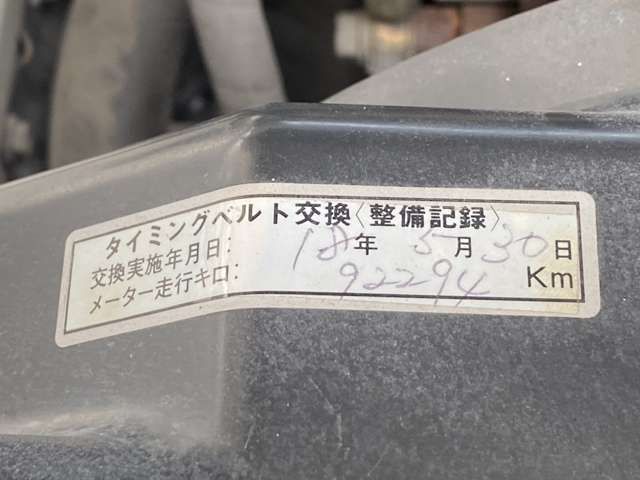 タイミングベルト交換〈整備記録〉
交換実施年月日: 18年 5月 30日
メーター走行キロ: 92294 Km